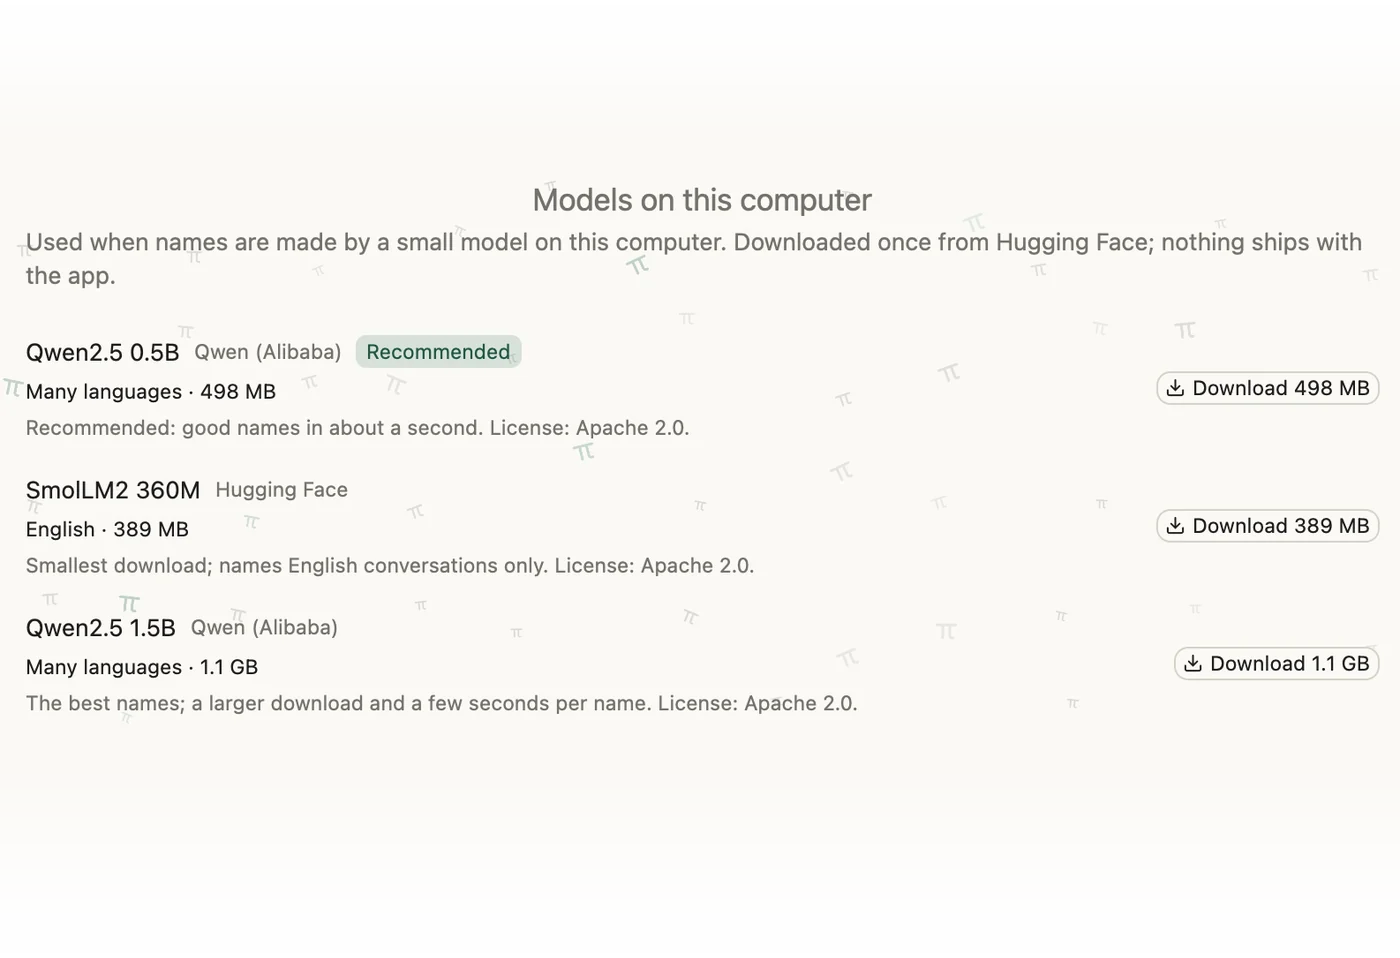 Models on this computer
Used when names are made by a small model on this computer. Downloaded once from Hugging Face; nothing ships with
the app.
Qwen2.5 0.5B Qwen (Alibaba) Recommended
Many languages · 498 MB
Download 498 MB
Recommended: good names in about a second. License: Apache 2.0.
SmolLM2 360M Hugging Face
English · 389 MB
Download 389 MB
Smallest download; names English conversations only. License: Apache 2.0.
Qwen2.5 1.5B Qwen (Alibaba)
Many languages · 1.1 GB
Download 1.1 GB
The best names; a larger download and a few seconds per name. License: Apache 2.0.